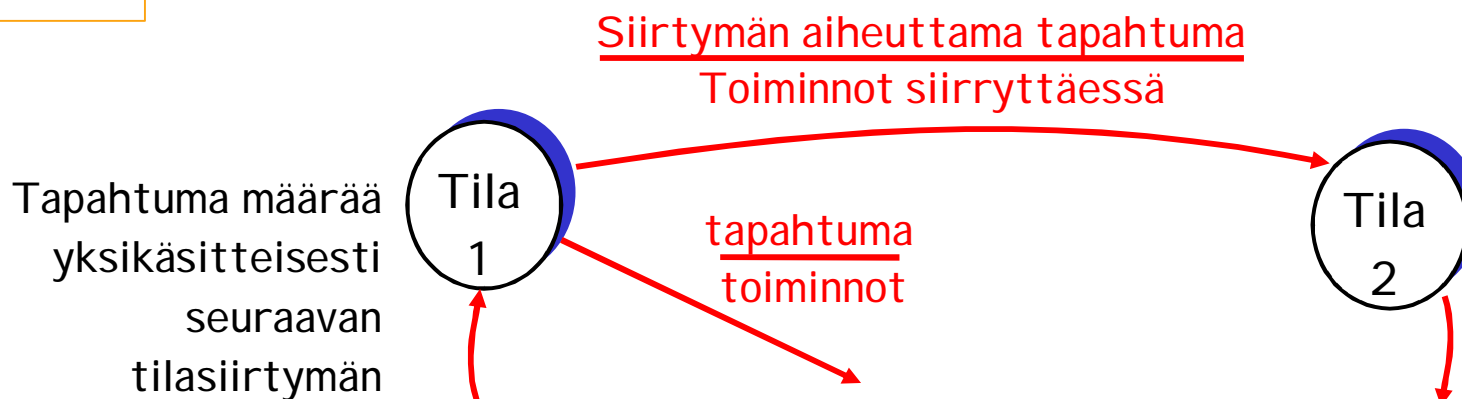 Siirtymän aiheuttama tapahtuma
Toiminnot siirryttäessä
Tapahtuma määrää
yksikäsitteisesti
seuraavan
tilasiirtymän
Tila
1
tapahtuma
toiminnot
Tila
2